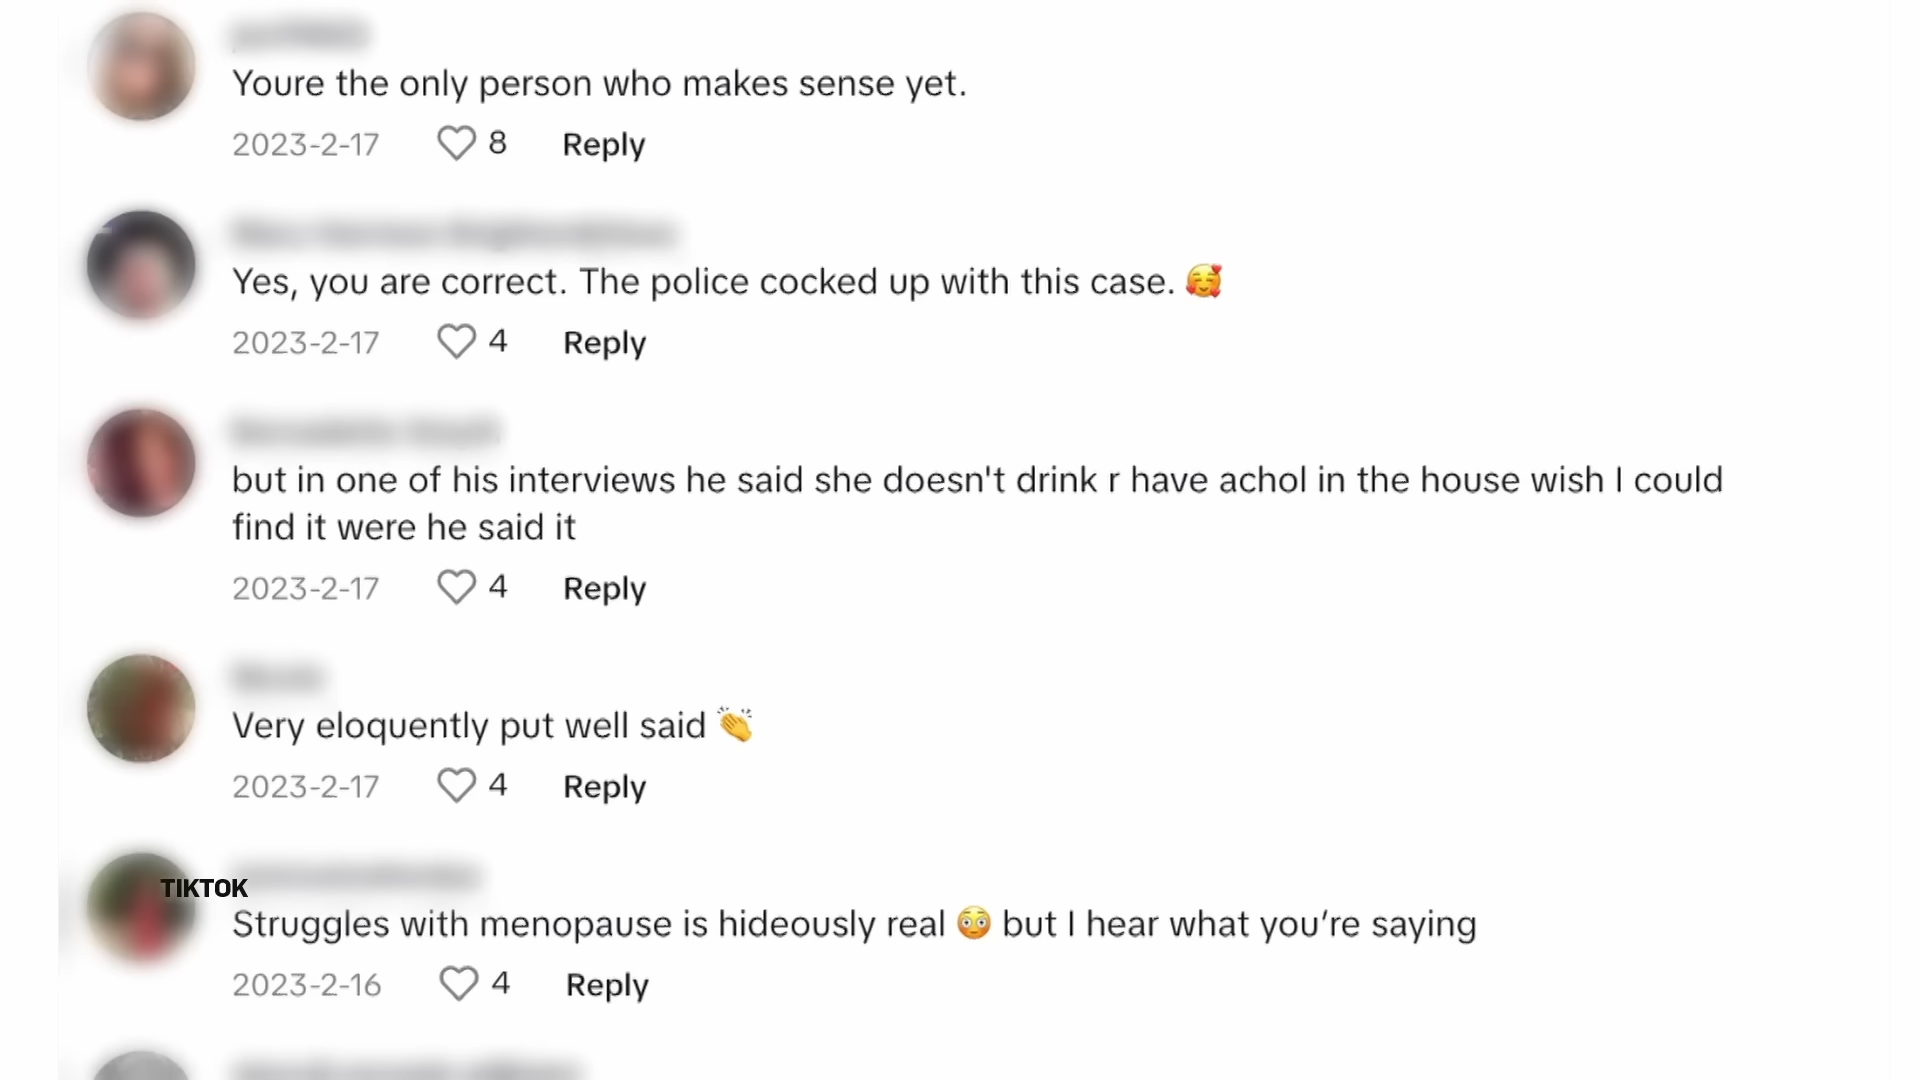 Youre the only person who makes sense yet.
2023-2-17 8 Reply
Yes, you are correct. The police cocked up with this case. 🥰
2023-2-17 4 Reply
but in one of his interviews he said she doesn't drink r have achol in the house wish I could
find it were he said it
2023-2-17 4 Reply
Very eloquently put well said 👏
2023-2-17 4 Reply
TIKTOK
Struggles with menopause is hideously real 😳 but I hear what you’re saying
2023-2-16 4 Reply